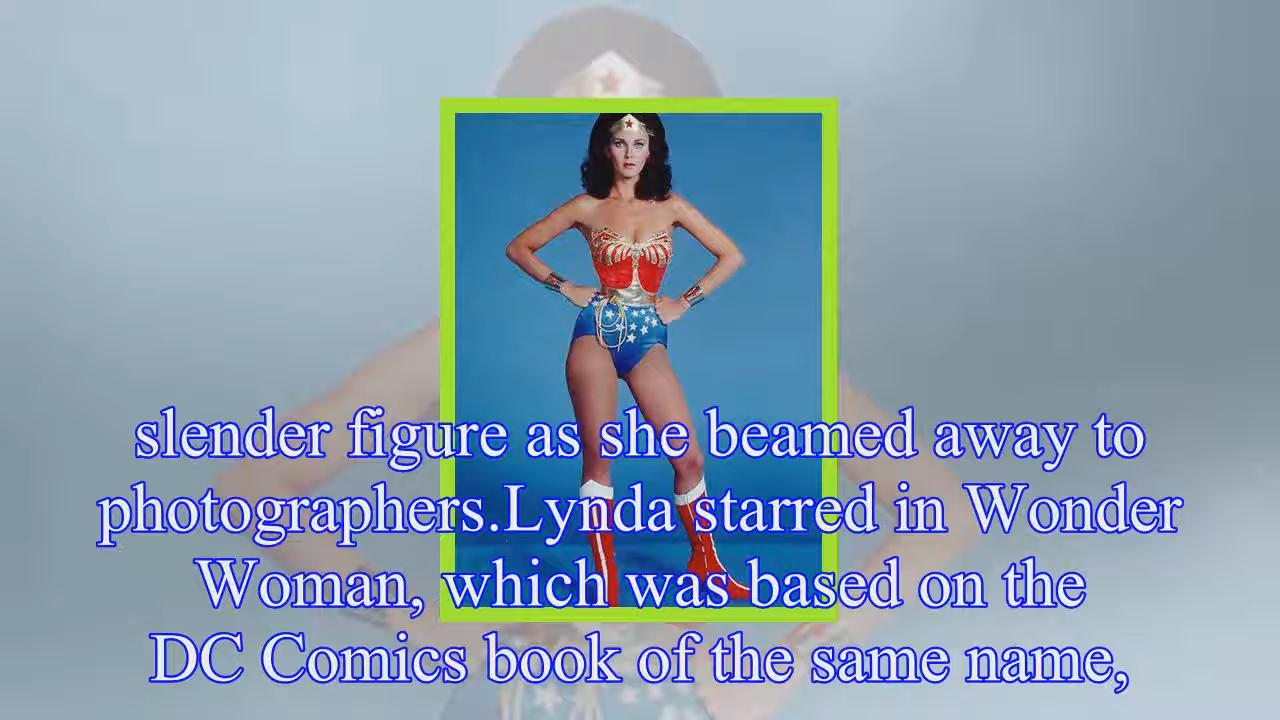 slender figure as she beamed away to
photographers.Lynda starred in Wonder
Woman, which was based on the
DC Comics book of the same name,